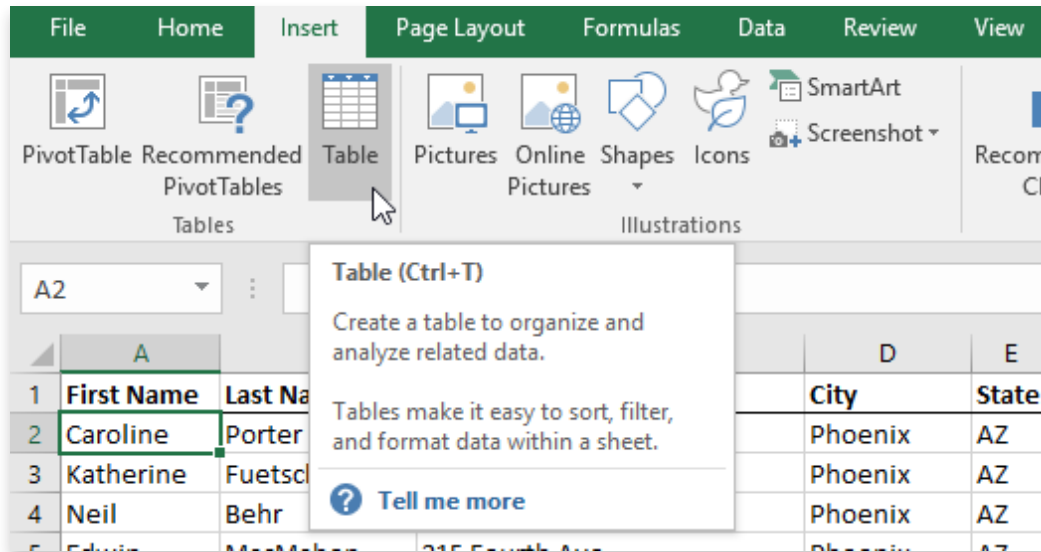 File Home Insert Page Layout Formulas Data Review View
PivotTable Recommended PivotTables Table Pictures Online Pictures Shapes Icons SmartArt
Screenshot
Tables Illustrations
A2
Table (Ctrl+T)
Create a table to organize and
analyze related data.
Tables make it easy to sort, filter,
and format data within a sheet.
Tell me more
A D E
1 First Name Last Na City State
2 Caroline Porter Phoenix AZ
3 Katherine Fuetsc Phoenix AZ
4 Neil Behr Phoenix AZ